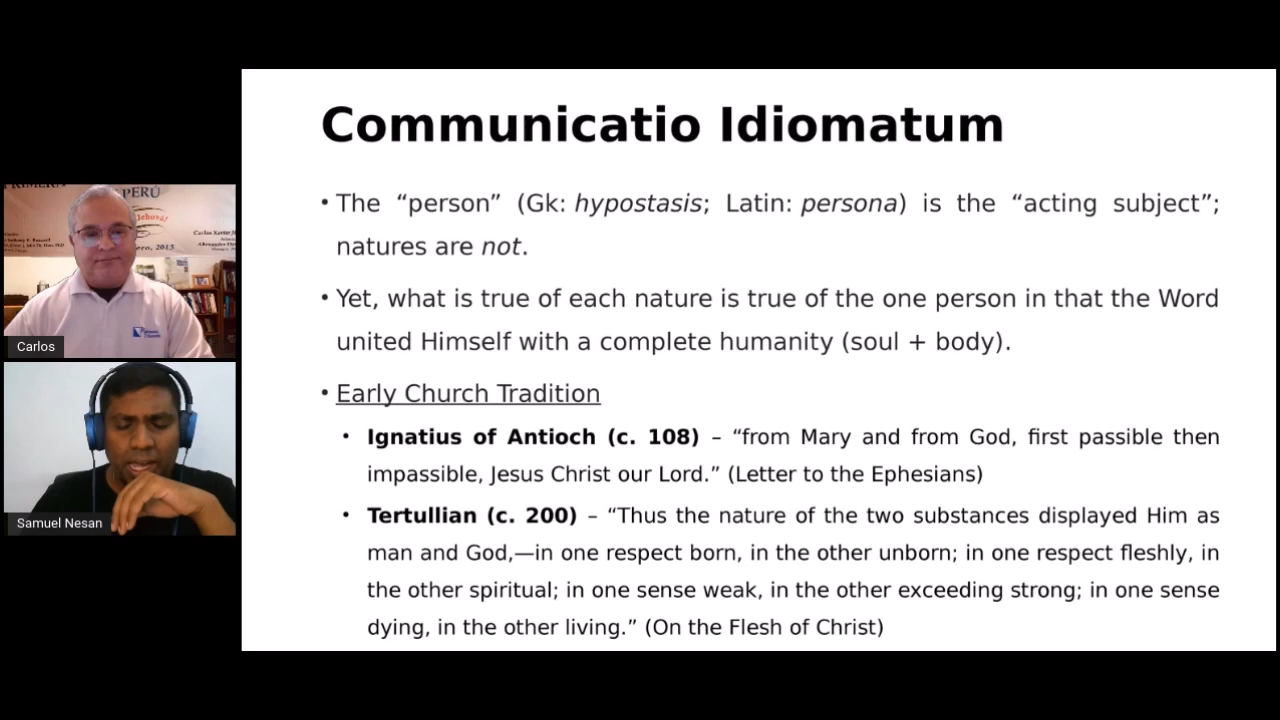 PERÚ
Jehová!
Carlos
Samuel Nesan
Communicatio Idiomatum
• The “person” (Gk: hypostasis; Latin: persona) is the “acting subject”;
natures are not.
• Yet, what is true of each nature is true of the one person in that the Word
united Himself with a complete humanity (soul + body).
• Early Church Tradition
• Ignatius of Antioch (c. 108) – “from Mary and from God, first passible then
impassible, Jesus Christ our Lord.” (Letter to the Ephesians)
• Tertullian (c. 200) – “Thus the nature of the two substances displayed Him as
man and God,—in one respect born, in the other unborn; in one respect fleshly, in
the other spiritual; in one sense weak, in the other exceeding strong; in one sense
dying, in the other living.” (On the Flesh of Christ)